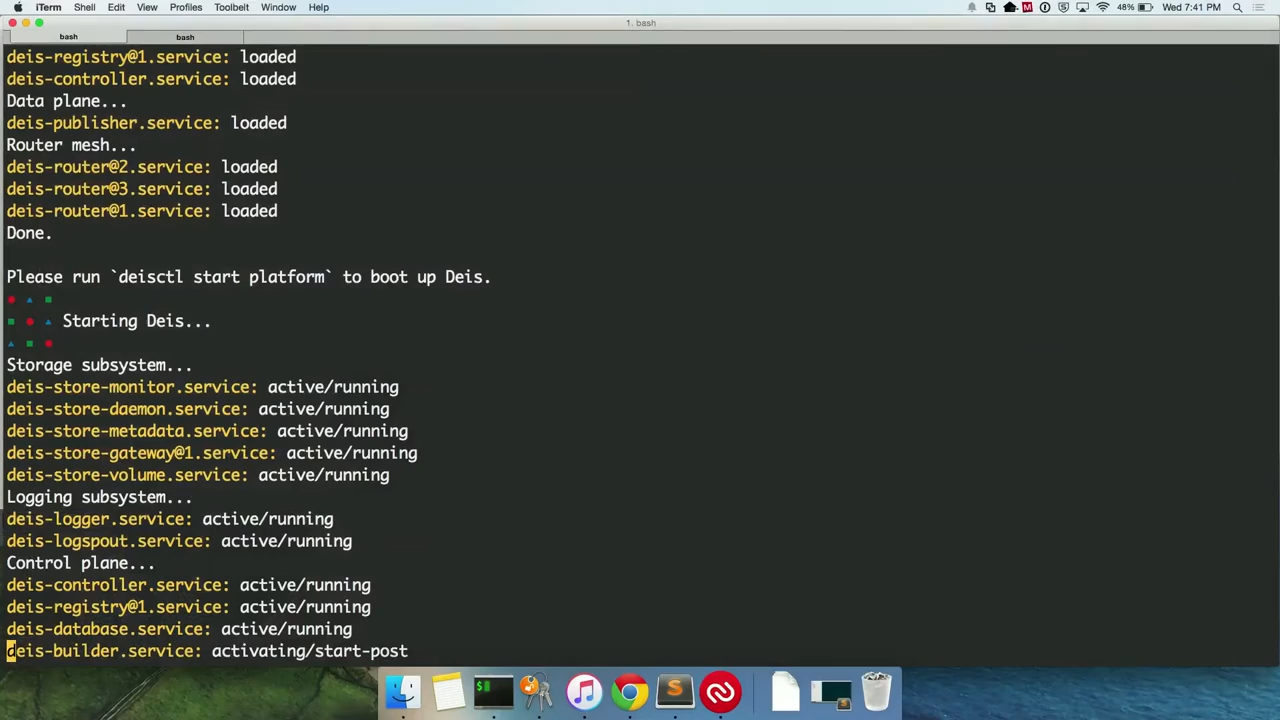 iTerm Shell Edit View Profiles Toolbelt Window Help 48% Wed 7:41 PM
1. bash
bash bash
deis-registry@1.service: loaded
deis-controller.service: loaded
Data plane...
deis-publisher.service: loaded
Router mesh...
deis-router@2.service: loaded
deis-router@3.service: loaded
deis-router@1.service: loaded
Done.
Please run `deisctl start platform` to boot up Deis.
Starting Deis...
Storage subsystem...
deis-store-monitor.service: active/running
deis-store-daemon.service: active/running
deis-store-metadata.service: active/running
deis-store-gateway@1.service: active/running
deis-store-volume.service: active/running
Logging subsystem...
deis-logger.service: active/running
deis-logspout.service: active/running
Control plane...
deis-controller.service: active/running
deis-registry@1.service: active/running
deis-database.service: active/running
deis-builder.service: activating/start-post